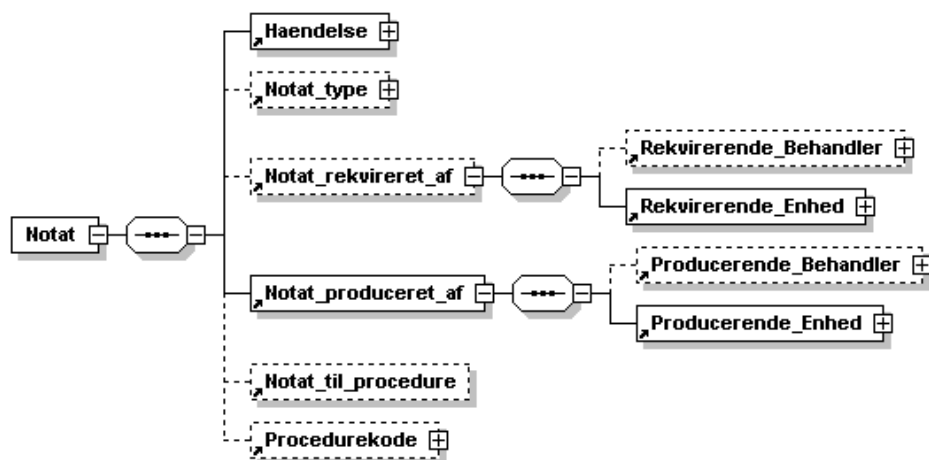 Haendelse
Notat_type
Notat_rekvireret_af
Rekvirerende_Behandler
Rekvirerende_Enhed
Notat
Notat_produceret_af
Producerende_Behandler
Producerende_Enhed
Notat_til_procedure
Procedurekode